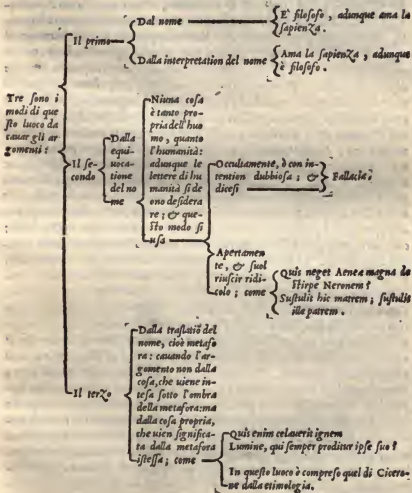 Tre ſono i
modi di que
ſto luoco da
cauar gli ar
gomenti:
Il primo
Dal nome
E' filoſofo, adunque ama la
ſapienZa.
Dalla interpretation del nome
Ama la ſapienZa, adunque
è filoſofo.
Il ſe-
condo
Dalla
equi-
uoca-
tione
del no
me
Niuna coſa
è tanto pro-
pria dell'huo
mo, quanto
l'humanità:
adunque le
lettere di hu
manità ſi de
ono deſidera
re; & que-
ſto modo ſi
uſa
Occultamente, ò con in-
tention dubbioſa; &
diceſi
Fallacia.
Apertamen
te, & ſuol
riuſcir ridi-
colo; come
Quis neget Aenea magna de
ſtirpe Neronem?
Suſtulit hic matrem; ſuſtulit
ille patrem.
Il terZo
Dalla traſlatiõ del
nome, cioè metafo
ra: cauando l'ar-
gomento non dalla
coſa, che uiene in-
teſa ſotto l'ombra
della metafora: ma
dalla coſa propria,
che uien ſignifica-
ta dalla metafora
iſteſſa; come
Quis enim celauerit ignem
Lumine, qui ſemper proditur ipſe ſuo?
In queſto luoco è compreſo quel di Cicero-
ne dalla etimologia.